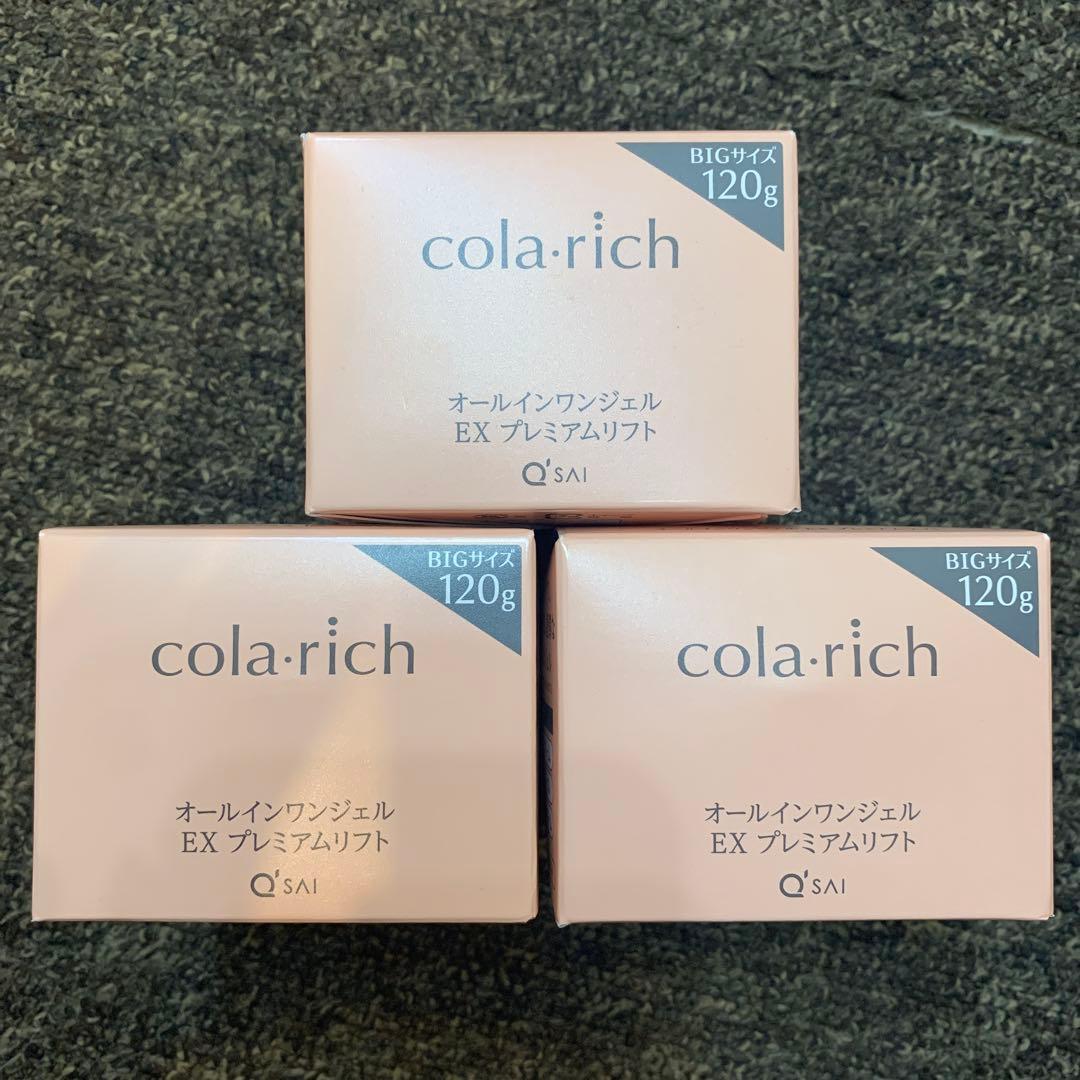 BIGサイズ
120g
cola·rich
オールインワンジェル
EX プレミアムリフト
Q'SAI
BIGサイズ
120g
cola·rich
オールインワンジェル
EX プレミアムリフト
Q'SAI
BIGサイズ
120g
cola·rich
オールインワンジェル
EX プレミアムリフト
Q'SAI